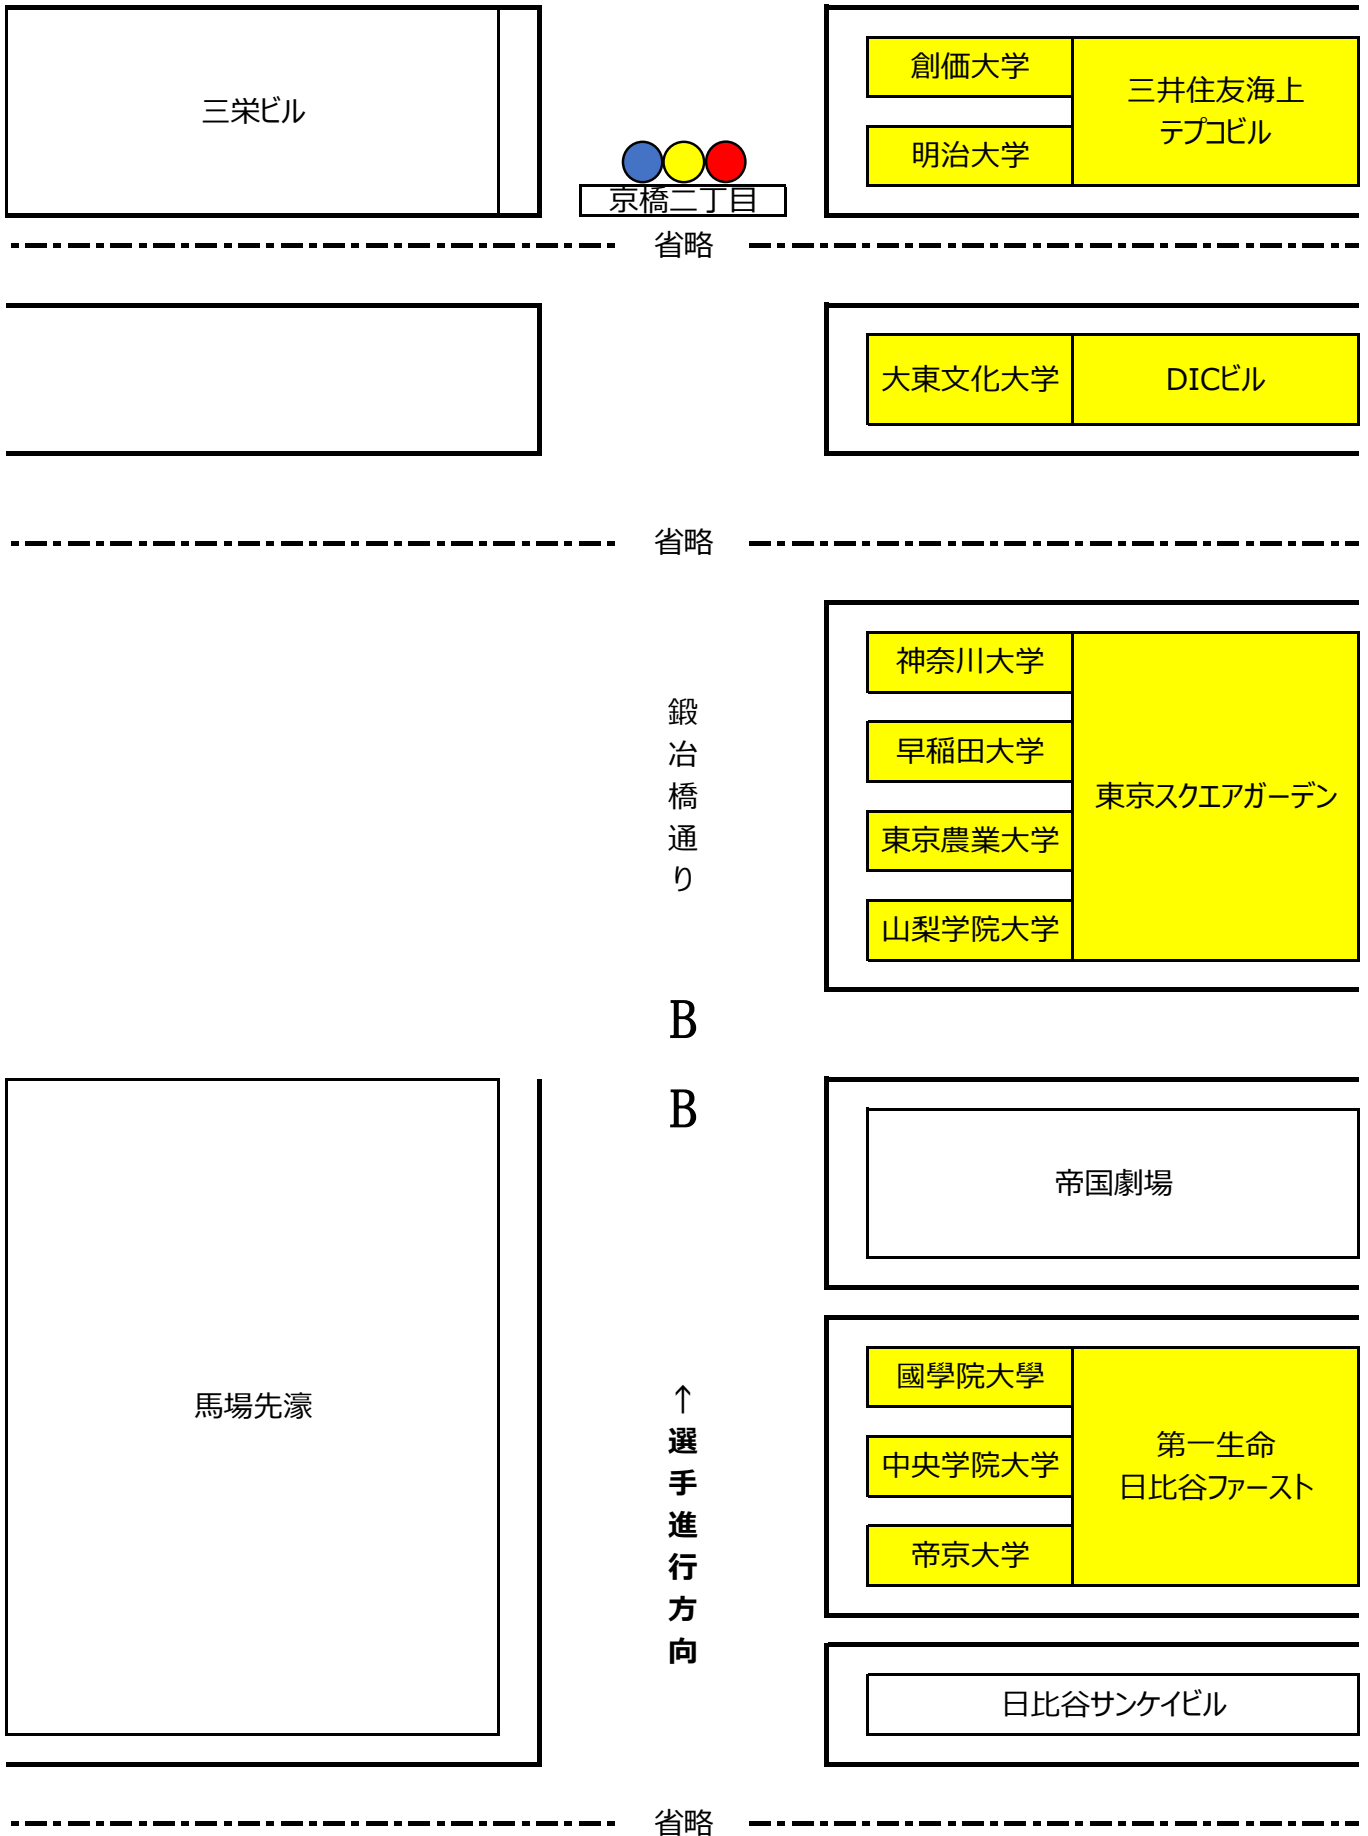 創価大学
三井住友海上
テプコビル
三栄ビル
明治大学
京橋二丁目
省略
大東文化大学
DICビル
省略
神奈川大学
鍛冶橋通り
早稲田大学
東京スクエアガーデン
東京農業大学
山梨学院大学
B
B
帝国劇場
國學院大學
馬場先濠
↑選手進行方向
第一生命
日比谷ファースト
中央学院大学
帝京大学
日比谷サンケイビル
省略